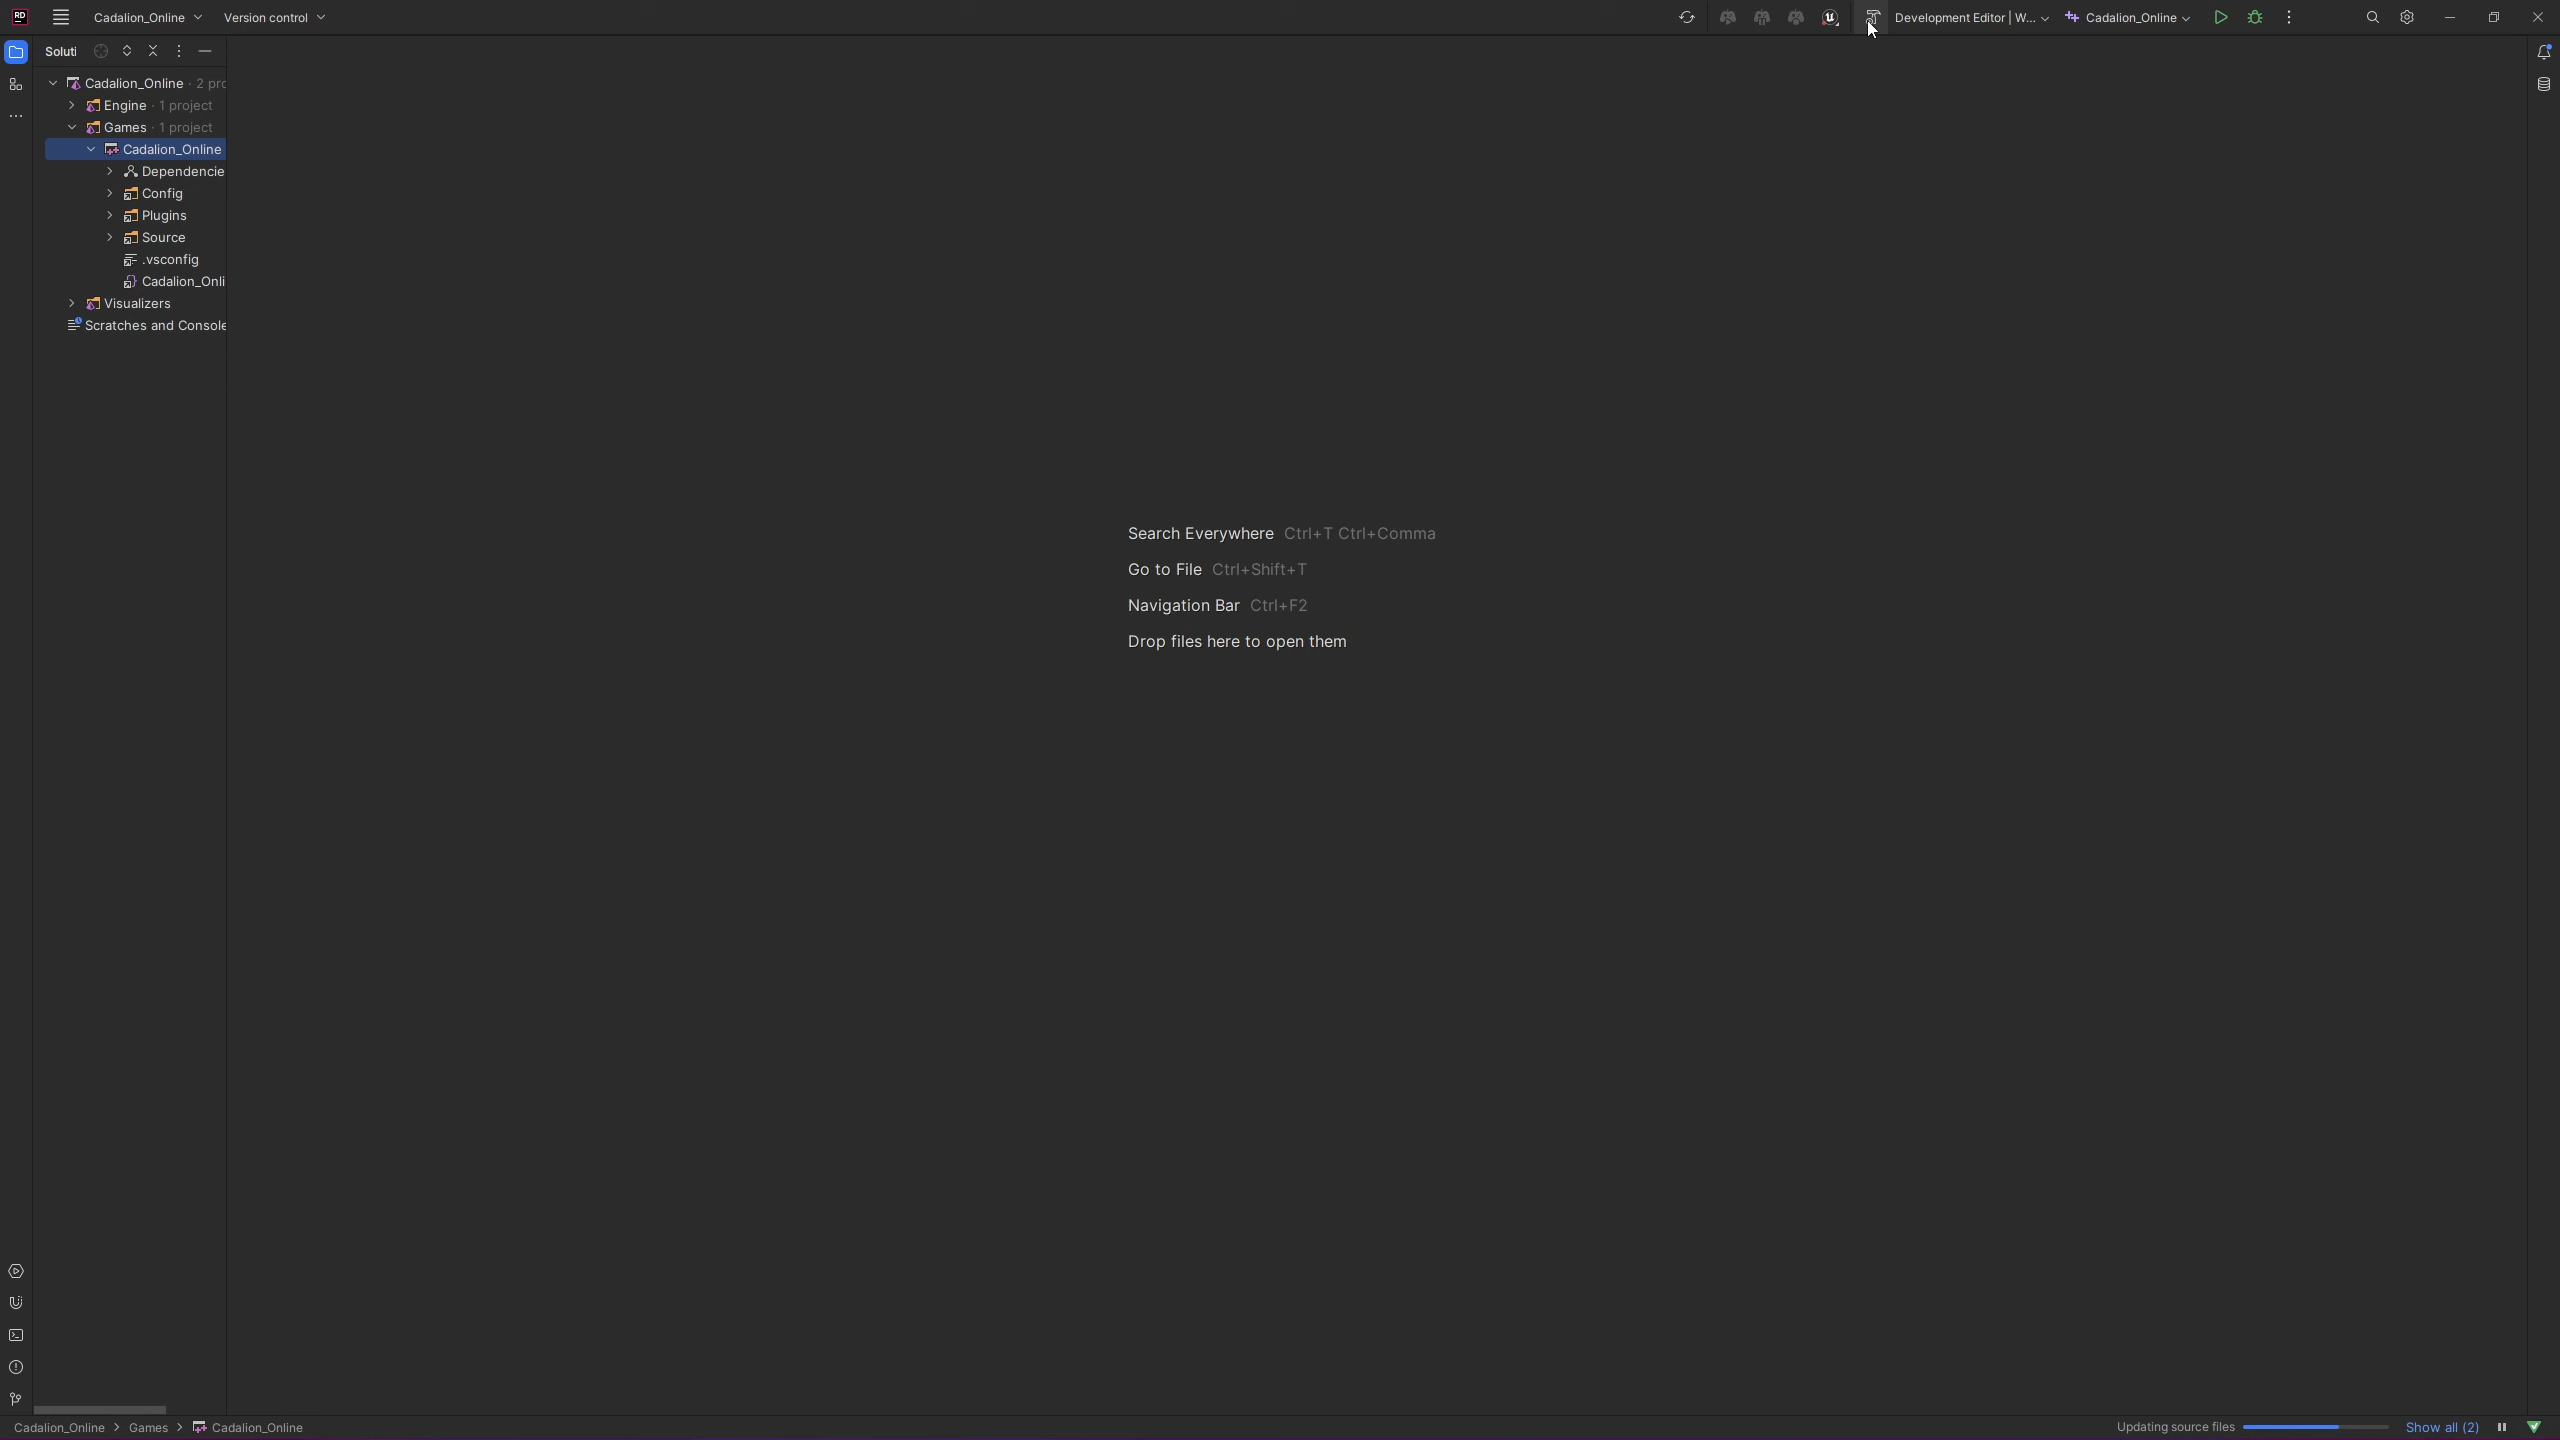 RD Cadalion_Online Version control Development Editor | W... Cadalion_Online
Soluti
Cadalion_Online · 2 pro
Engine · 1 project
Games · 1 project
Cadalion_Online
Dependencie
Config
Plugins
Source
.vsconfig
Cadalion_Onli
Visualizers
Scratches and Console
Search Everywhere Ctrl+T Ctrl+Comma
Go to File Ctrl+Shift+T
Navigation Bar Ctrl+F2
Drop files here to open them
Cadalion_Online > Games > Cadalion_Online Updating source files Show all (2)